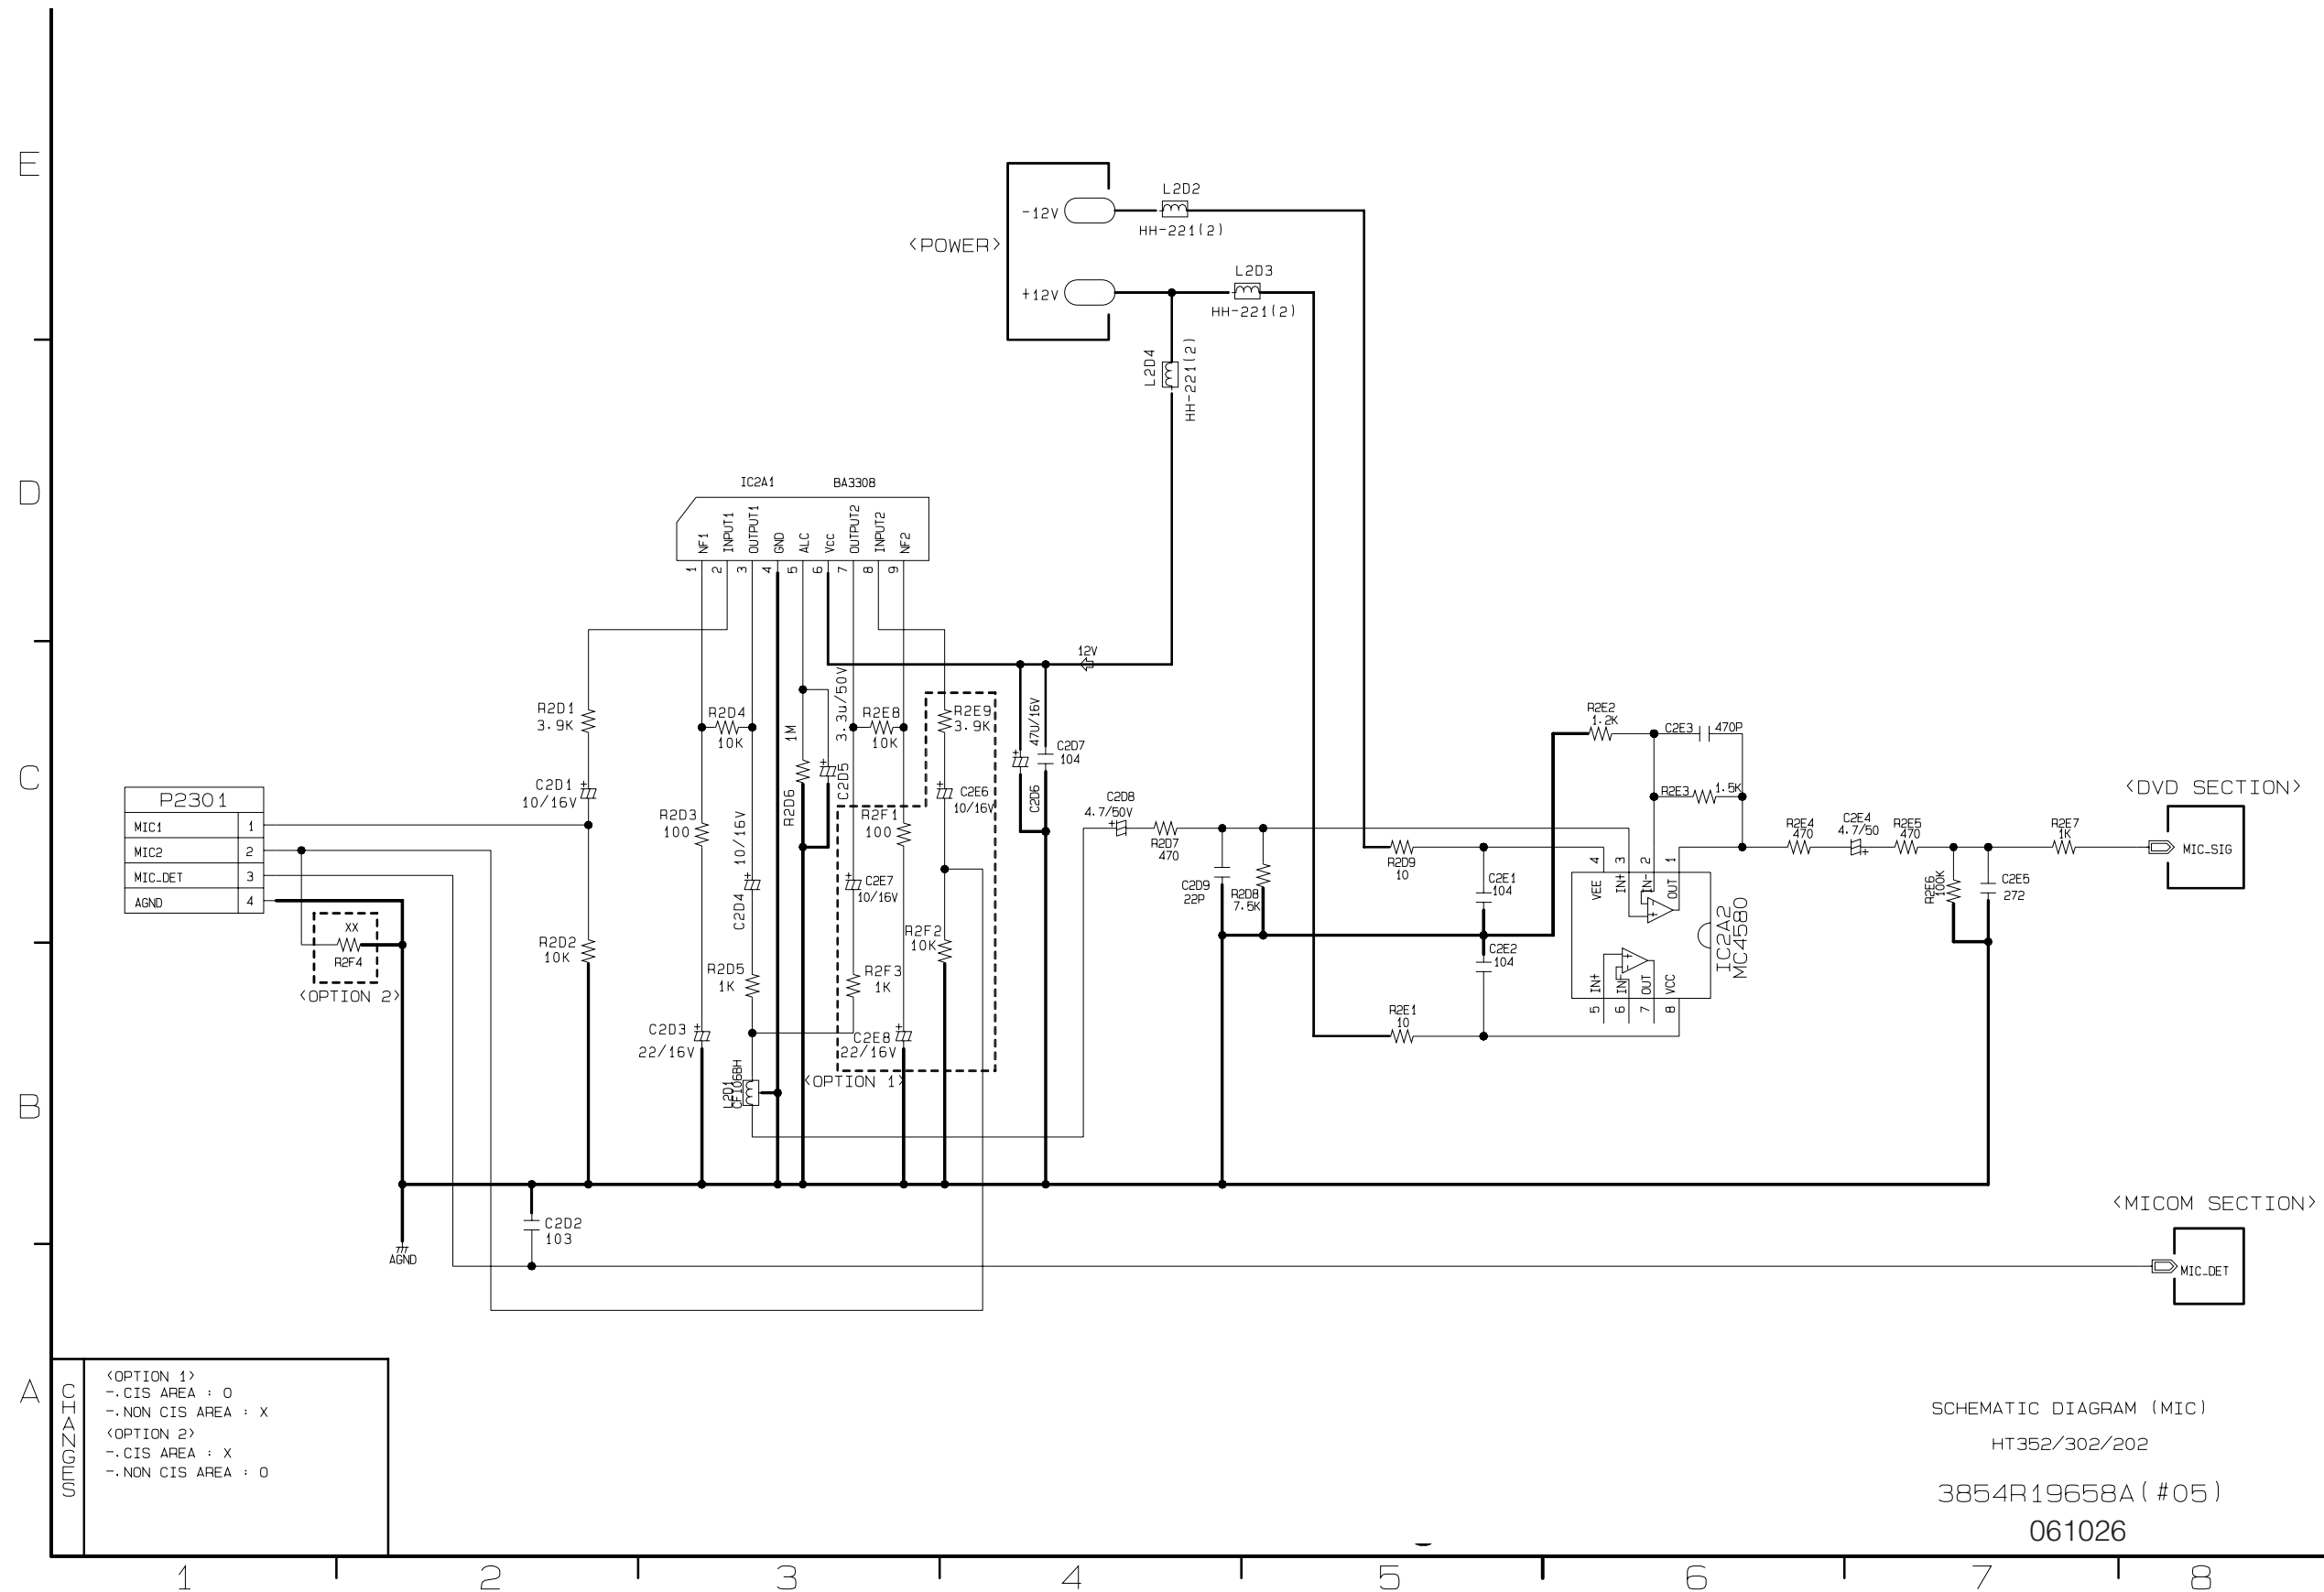 E
D
C
B
A
<POWER>
-12V
L2D2
HH-221(2)
+12V
L2D3
HH-221(2)
L2D4
HH-221(2)
IC2A1
BA3308
NF1
INPUT1
OUTPUT1
GND
ALC
VCC
OUTPUT2
INPUT2
NF2
1
2
3
4
5
6
7
8
9
12V
R2D1
3.9K
C2D1
10/16V
P2301
MIC1 1
MIC2 2
MIC_DET 3
AGND 4
XX
R2F4
<OPTION 2>
R2D2
10K
R2D4
10K
R2D3
100
C2D4
10/16V
R2D5
1K
C2D3
22/16V
L2D1
CF106BH
R2D6
1M
C2D5
3.3u/50V
R2E8
10K
R2F1
100
C2E7
10/16V
R2F3
1K
C2E8
22/16V
<OPTION 1>
R2E9
3.9K
C2E6
10/16V
R2F2
10K
47U/16V
C2D6
C2D7
104
C2D8
4.7/50V
R2D7
470
C2D9
22P
R2D8
7.5K
R2D9
10
C2E1
104
C2E2
104
R2E1
10
R2E2
1.2K
C2E3
470P
R2E3
1.5K
VEE
IN+
IN-
OUT
4
3
2
1
IN+
IN-
OUT
VCC
5
6
7
8
IC2A2
MC4580
R2E4
470
C2E4
4.7/50
R2E5
470
R2E6
100K
C2E5
272
R2E7
1K
<DVD SECTION>
MIC_SIG
<MICOM SECTION>
MIC_DET
C2D2
103
AGND
CHANGES
<OPTION 1>
-.CIS AREA : O
-.NON CIS AREA : X
<OPTION 2>
-.CIS AREA : X
-.NON CIS AREA : O
SCHEMATIC DIAGRAM (MIC)
HT352/302/202
3854R19658A(#05)
061026
1 2 3 4 5 6 7 8